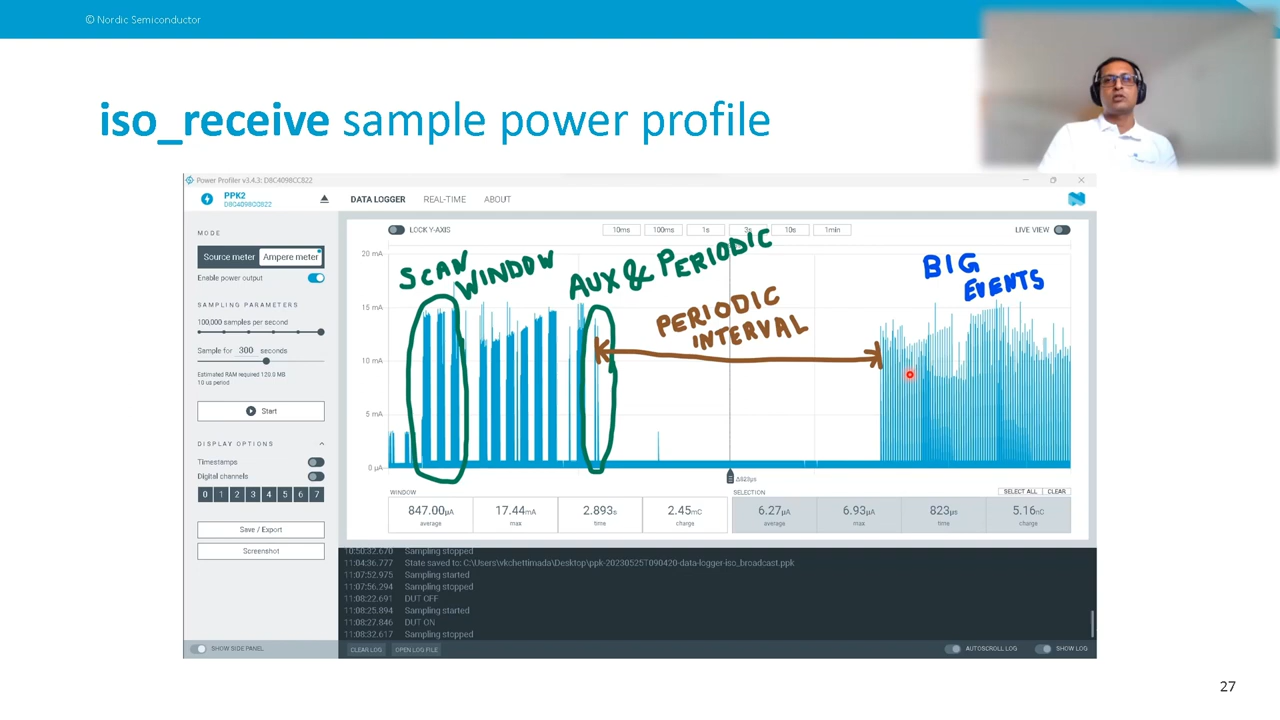 © Nordic Semiconductor
iso_receive sample power profile
Power Profiler v3.4.3: D8C4098CC822
PPK2
D8C4098CC822
DATA LOGGER
REAL-TIME
ABOUT
MODE
Source meter
Ampere meter
Enable power output
SAMPLING PARAMETERS
100,000 samples per second
Sample for 300 seconds
Estimated RAM required 120.0 MB
10 us period
Start
DISPLAY OPTIONS
Timestamps
Digital channels
0 1 2 3 4 5 6 7
Save / Export
Screenshot
SHOW SIDE PANEL
LOCK Y-AXIS
10ms
100ms
1s
3s
10s
1min
LIVE VIEW
20 mA
15 mA
10 mA
5 mA
0 µA
SCAN
WINDOW
AUX & PERIODIC
PERIODIC
INTERVAL
BIG
EVENTS
Δ823µs
WINDOW
847.00µA
average
17.44mA
max
2.893s
time
2.45mC
charge
SELECTION
SELECT ALL
CLEAR
6.27µA
average
6.93µA
max
823µs
time
5.16nC
charge
10:50:32.670 Sampling stopped
11:04:36.777 State saved to: C:\Users\vkchettimada\Desktop\ppk-20230525T090420-data-logger-iso_broadcast.ppk
11:07:52.975 Sampling started
11:07:56.294 Sampling stopped
11:08:22.691 DUT OFF
11:08:25.894 Sampling started
11:08:27.846 DUT ON
11:08:32.617 Sampling stopped
CLEAR LOG
OPEN LOG FILE
AUTOSCROLL LOG
SHOW LOG
27